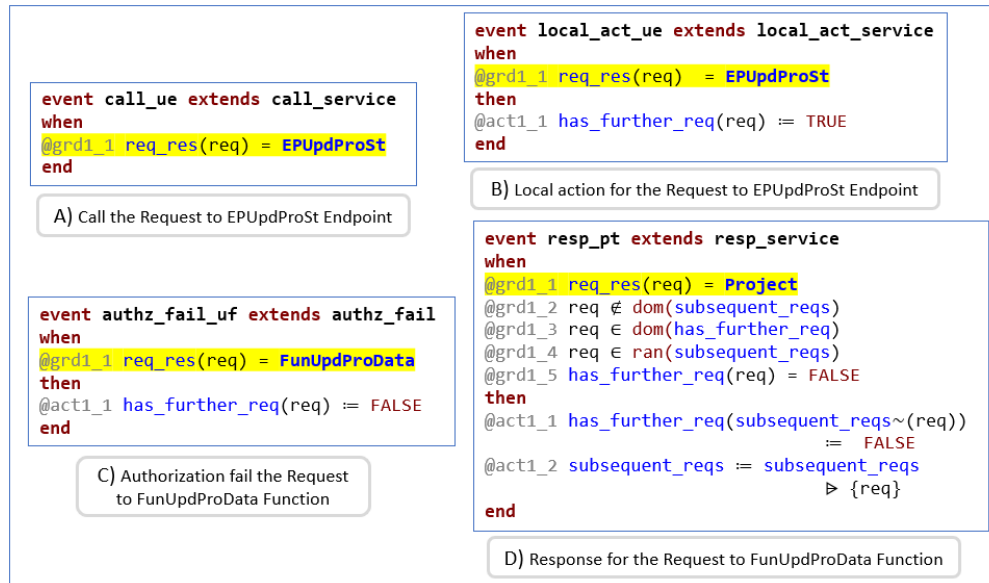 event call_ue extends call_service
when
@grd1_1 req_res(req) = EPUpdProSt
end
A) Call the Request to EPUpdProSt Endpoint
event local_act_ue extends local_act_service
when
@grd1_1 req_res(req) = EPUpdProSt
then
@act1_1 has_further_req(req) ≔ TRUE
end
B) Local action for the Request to EPUpdProSt Endpoint
event authz_fail_uf extends authz_fail
when
@grd1_1 req_res(req) = FunUpdProData
then
@act1_1 has_further_req(req) ≔ FALSE
end
C) Authorization fail the Request
to FunUpdProData Function
event resp_pt extends resp_service
when
@grd1_1 req_res(req) = Project
@grd1_2 req ∉ dom(subsequent_reqs)
@grd1_3 req ∈ dom(has_further_req)
@grd1_4 req ∈ ran(subsequent_reqs)
@grd1_5 has_further_req(req) = FALSE
then
@act1_1 has_further_req(subsequent_reqs~(req))
≔ FALSE
@act1_2 subsequent_reqs ≔ subsequent_reqs
⩥ {req}
end
D) Response for the Request to FunUpdProData Function